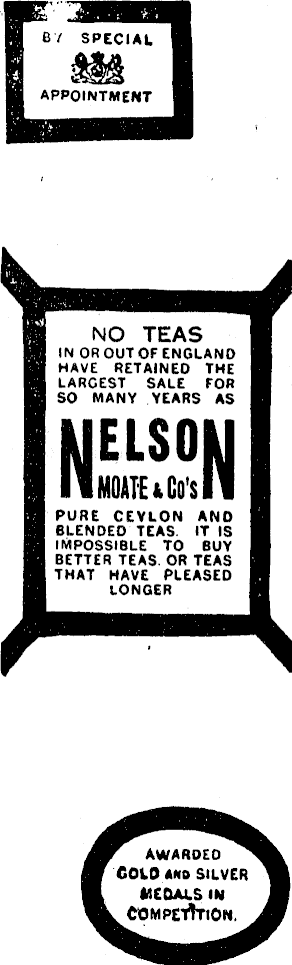 BY SPECIAL
APPOINTMENT
NO TEAS
IN OR OUT OF ENGLAND
HAVE RETAINED THE
LARGEST SALE FOR
SO MANY YEARS AS
NELSON
MOATE & Co's
PURE CEYLON AND
BLENDED TEAS. IT IS
IMPOSSIBLE TO BUY
BETTER TEAS. OR TEAS
THAT HAVE PLEASED
LONGER
AWARDED
GOLD AND SILVER
MEDALS IN
COMPETITION.